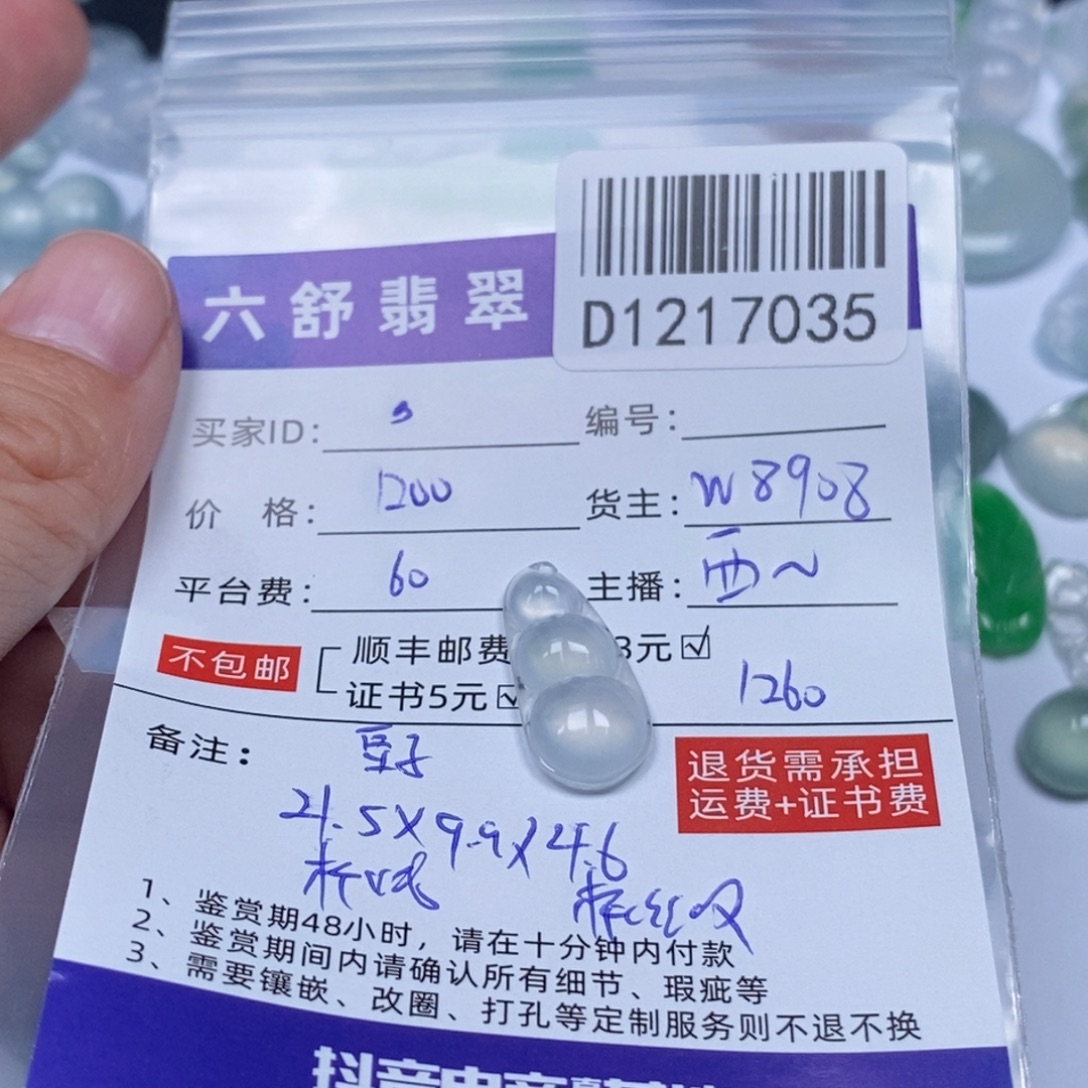 D1217035
六舒翡翠
买家ID:
编号:
价 格: 1200
货主: W8908
平台费: 60
主播: 西~
不包邮
顺丰邮费 3元☑
证书5元☑
1260
备注: 豆子
退货需承担
运费+证书费
21.5X9.9X4.6
1、鉴赏期48小时，请在十分钟内付款
2、鉴赏期间内请确认所有细节、瑕疵等
3、需要镶嵌、改圈、打孔等定制服务则不退不换